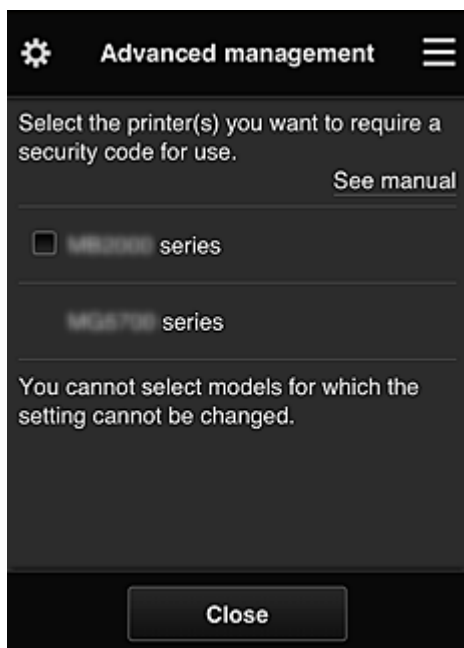 Advanced management
Select the printer(s) you want to require a
security code for use.
See manual
series
series
You cannot select models for which the
setting cannot be changed.
Close